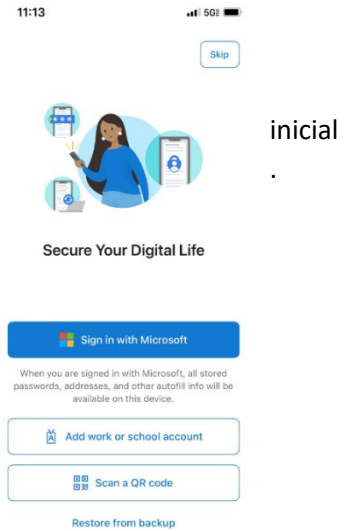 11:13
5G
Skip
inicial
.
Secure Your Digital Life
Sign in with Microsoft
When you are signed in with Microsoft, all stored
passwords, addresses, and other autofill info will be
available on this device.
Add work or school account
Scan a QR code
Restore from backup